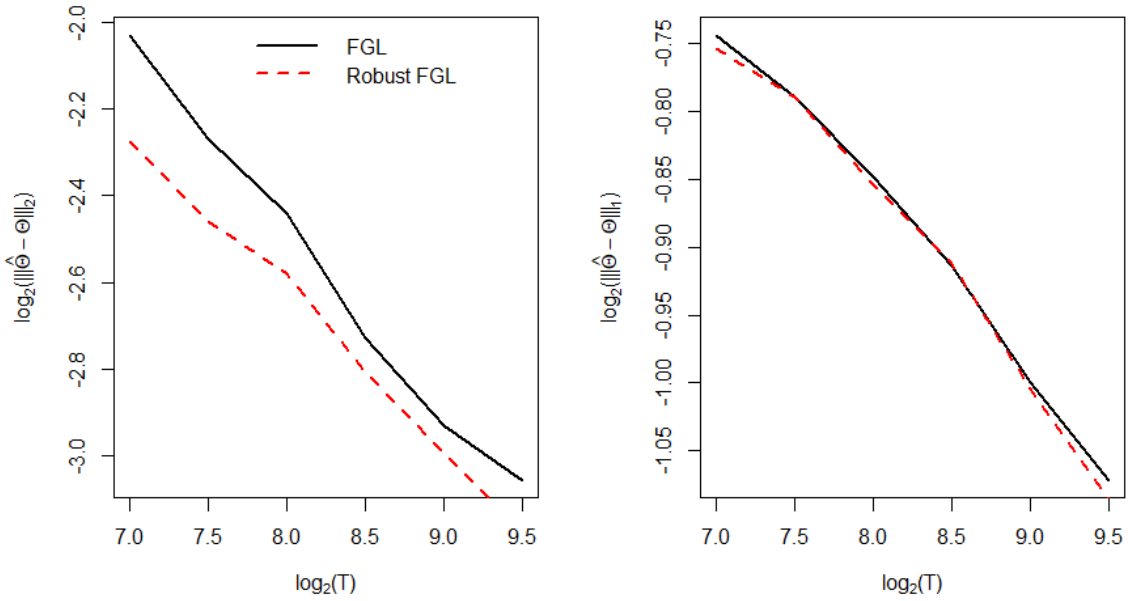 FGL
Robust FGL
log₂(|||Θ̂ − Θ|||₂)
-2.0
-2.2
-2.4
-2.6
-2.8
-3.0
7.0 7.5 8.0 8.5 9.0 9.5
log₂(T)
log₂(|||Θ̂ − Θ|||₁)
-0.75
-0.80
-0.85
-0.90
-0.95
-1.00
-1.05
7.0 7.5 8.0 8.5 9.0 9.5
log₂(T)